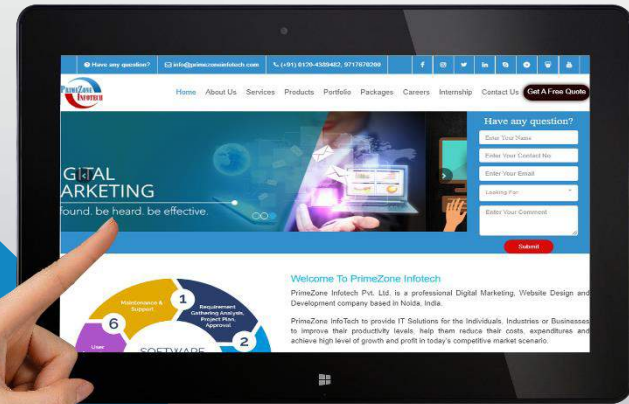 Have any question?
info@primezoneinfotech.com
(+91) 0120-4389482, 9717670200
PRIMEZONE
INFOTECH
Home About Us Services Products Portfolio Packages Careers Internship Contact Us Get A Free Quote
GITAL
ARKETING
found. be heard. be effective.
Have any question?
Enter Your Name
Enter Your Contact No.
Enter Your Email
Looking For:
Enter Your Comment
Submit
Maintenance &
Support
6
User
1
Requirement
Gathering Analysis,
Project Plan,
Approval
2
SOFTWARE
Welcome To PrimeZone Infotech
PrimeZone Infotech Pvt. Ltd. is a professional Digital Marketing, Website Design and
Development company based in Noida, India.
PrimeZone InfoTech to provide IT Solutions for the Individuals, Industries or Businesses
to improve their productivity levels, help them reduce their costs, expenditures and
achieve high level of growth and profit in today's competitive market scenario.